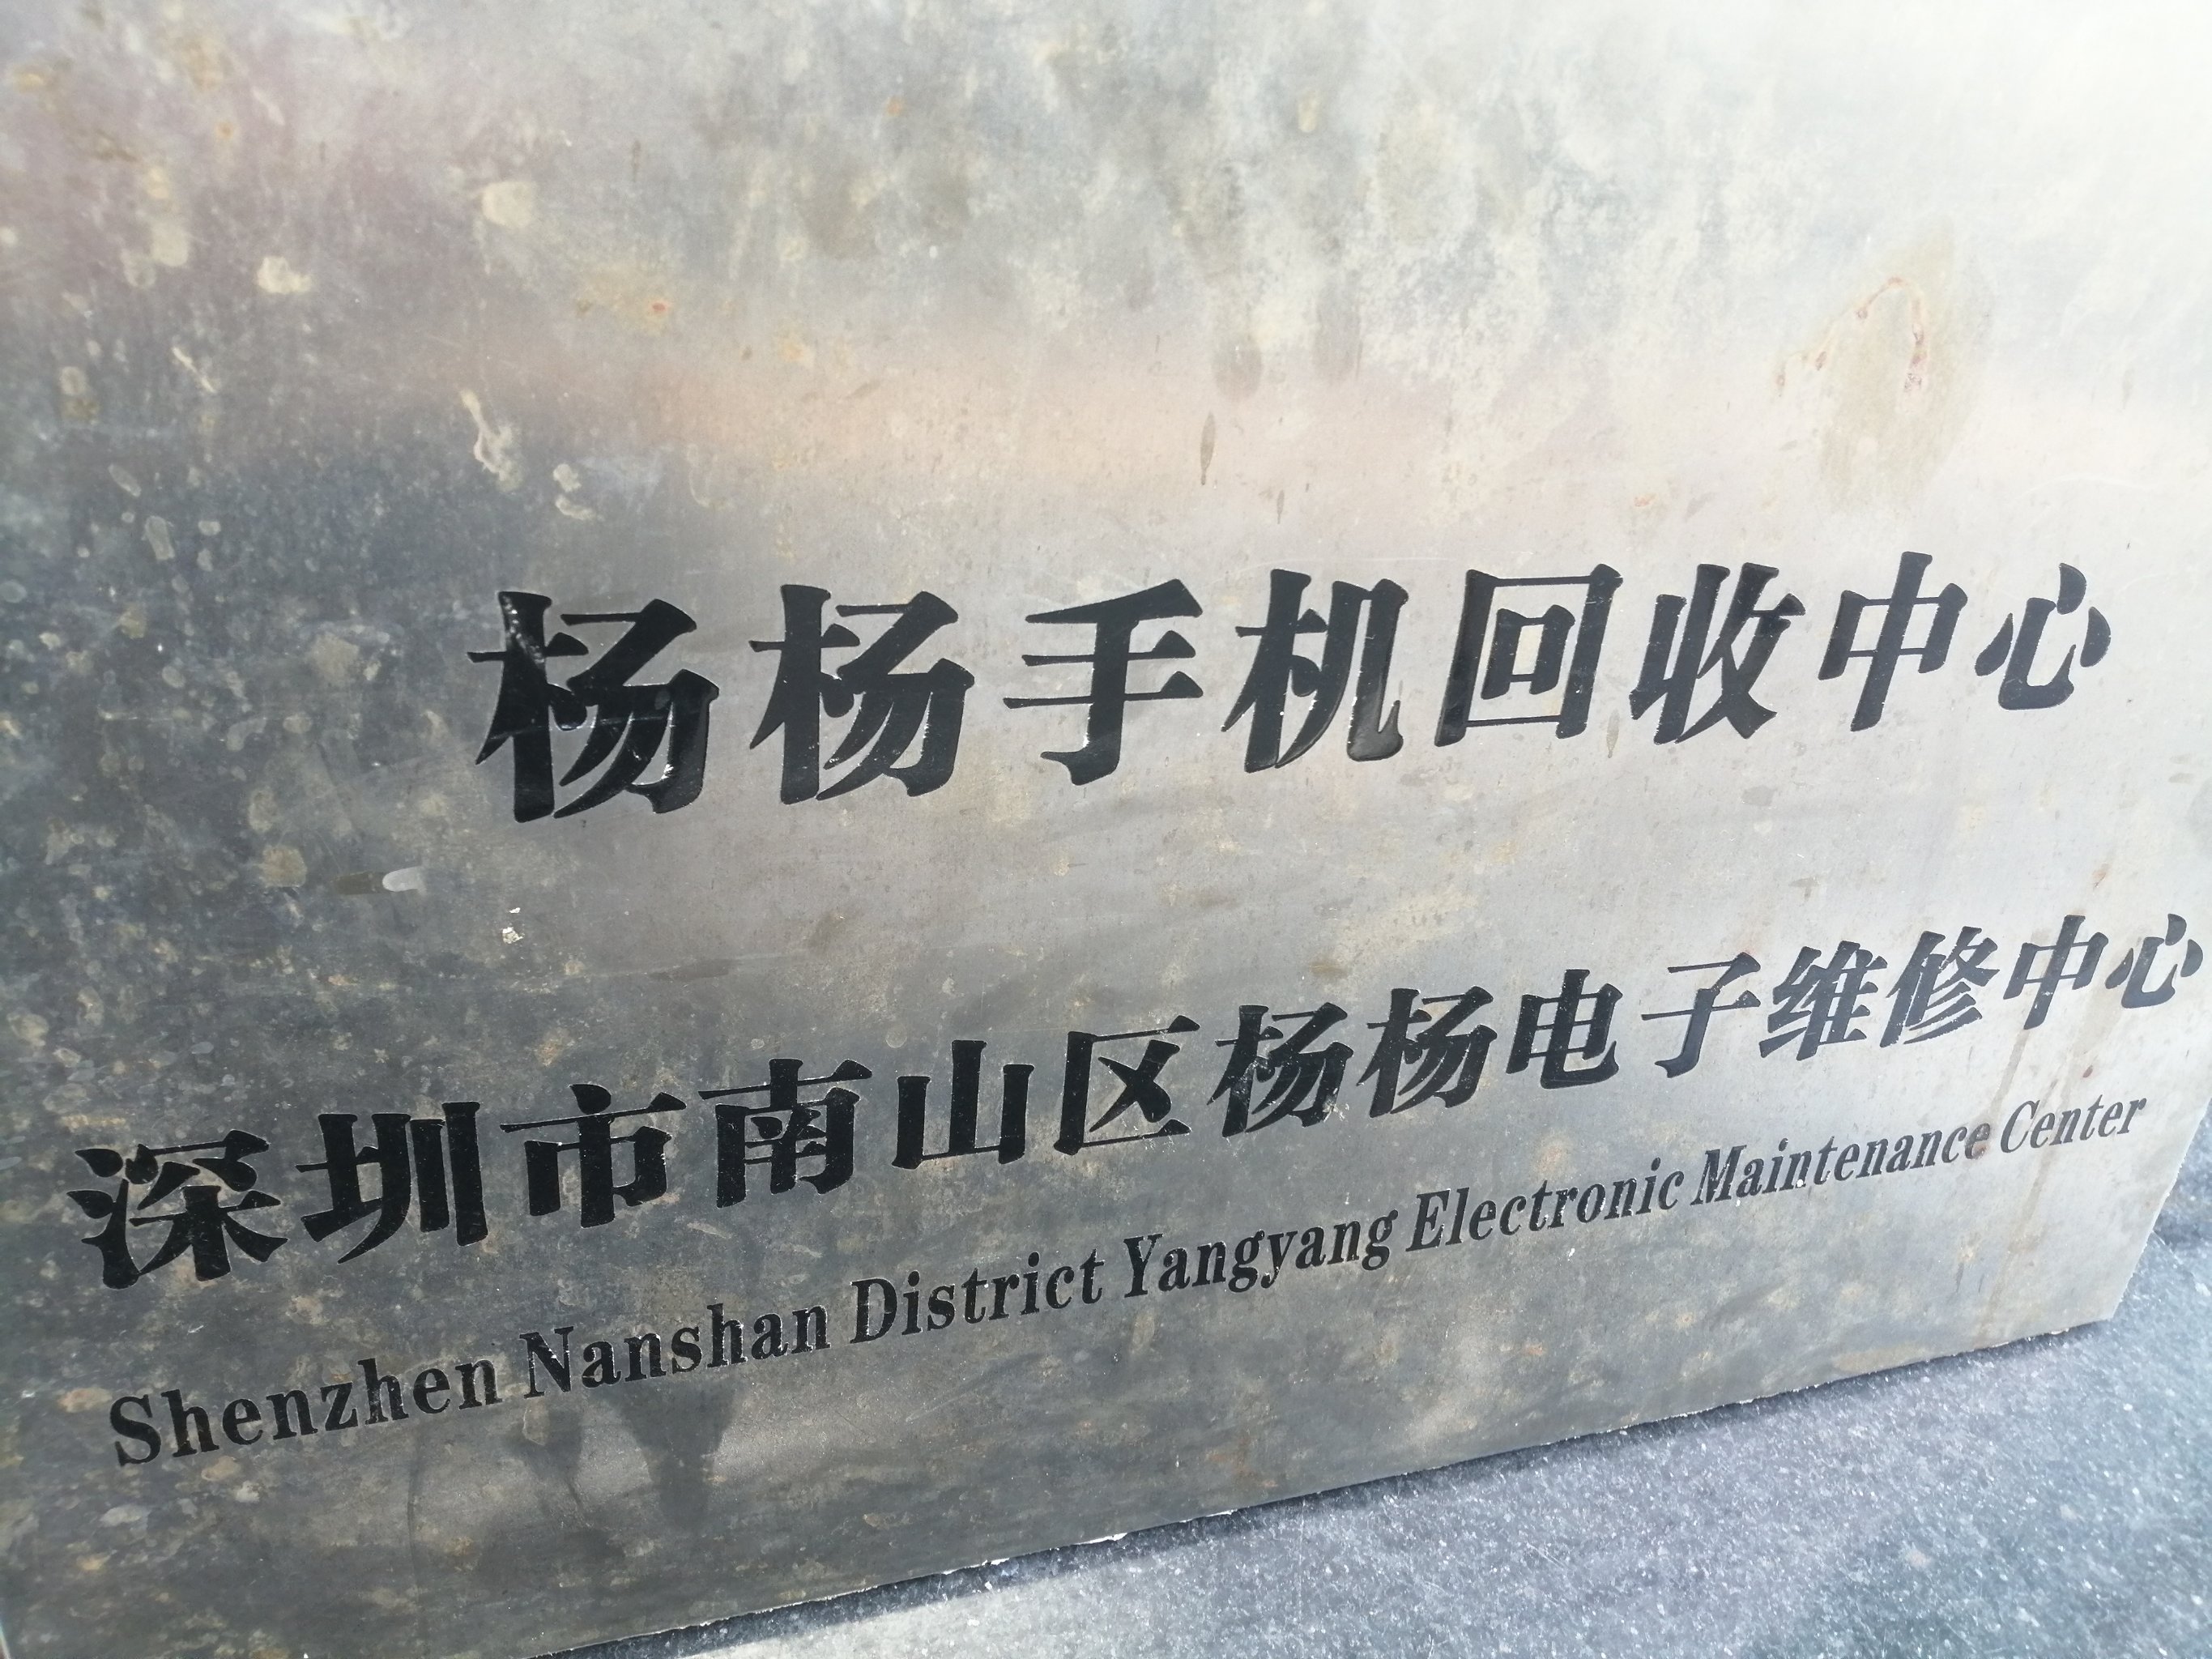 杨杨手机回收中心
深圳市南山区杨杨电子维修中心
Shenzhen Nanshan District Yangyang Electronic Maintenance Center